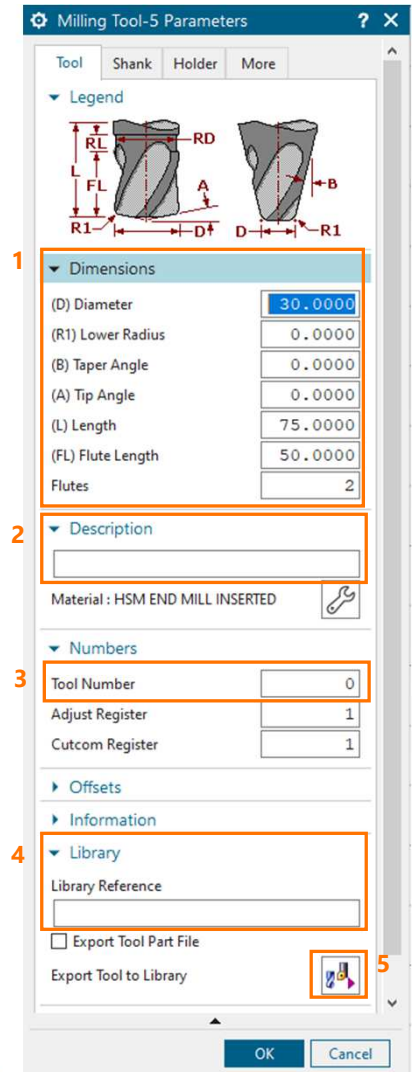 Milling Tool-5 Parameters ? ×
Tool Shank Holder More
Legend
RL RD
L FL A B
R1 D D R1
1 Dimensions
(D) Diameter 30.0000
(R1) Lower Radius 0.0000
(B) Taper Angle 0.0000
(A) Tip Angle 0.0000
(L) Length 75.0000
(FL) Flute Length 50.0000
Flutes 2
2 Description
Material : HSM END MILL INSERTED
Numbers
3 Tool Number 0
Adjust Register 1
Cutcom Register 1
Offsets
Information
4 Library
Library Reference
Export Tool Part File
Export Tool to Library 5
OK Cancel